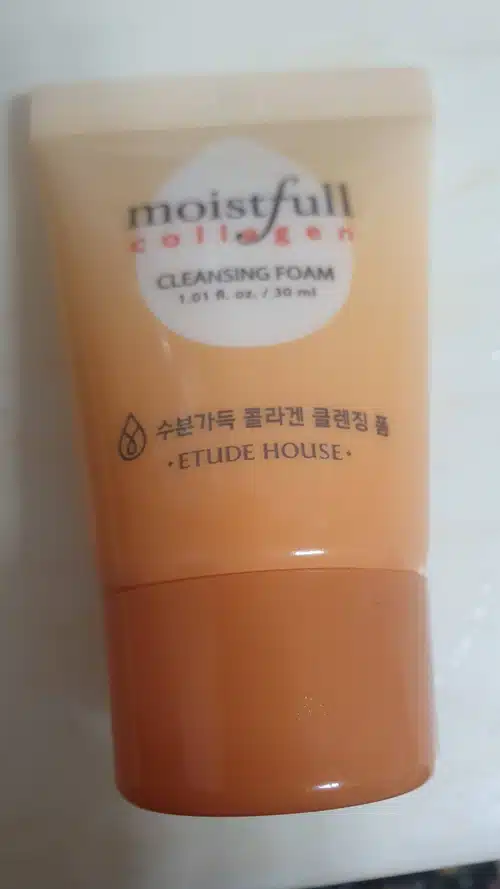 moistfull
collagen
CLEANSING FOAM
1.01 fl. oz. / 30 ml
수분가득 콜라겐 클렌징 폼
·ETUDE HOUSE·